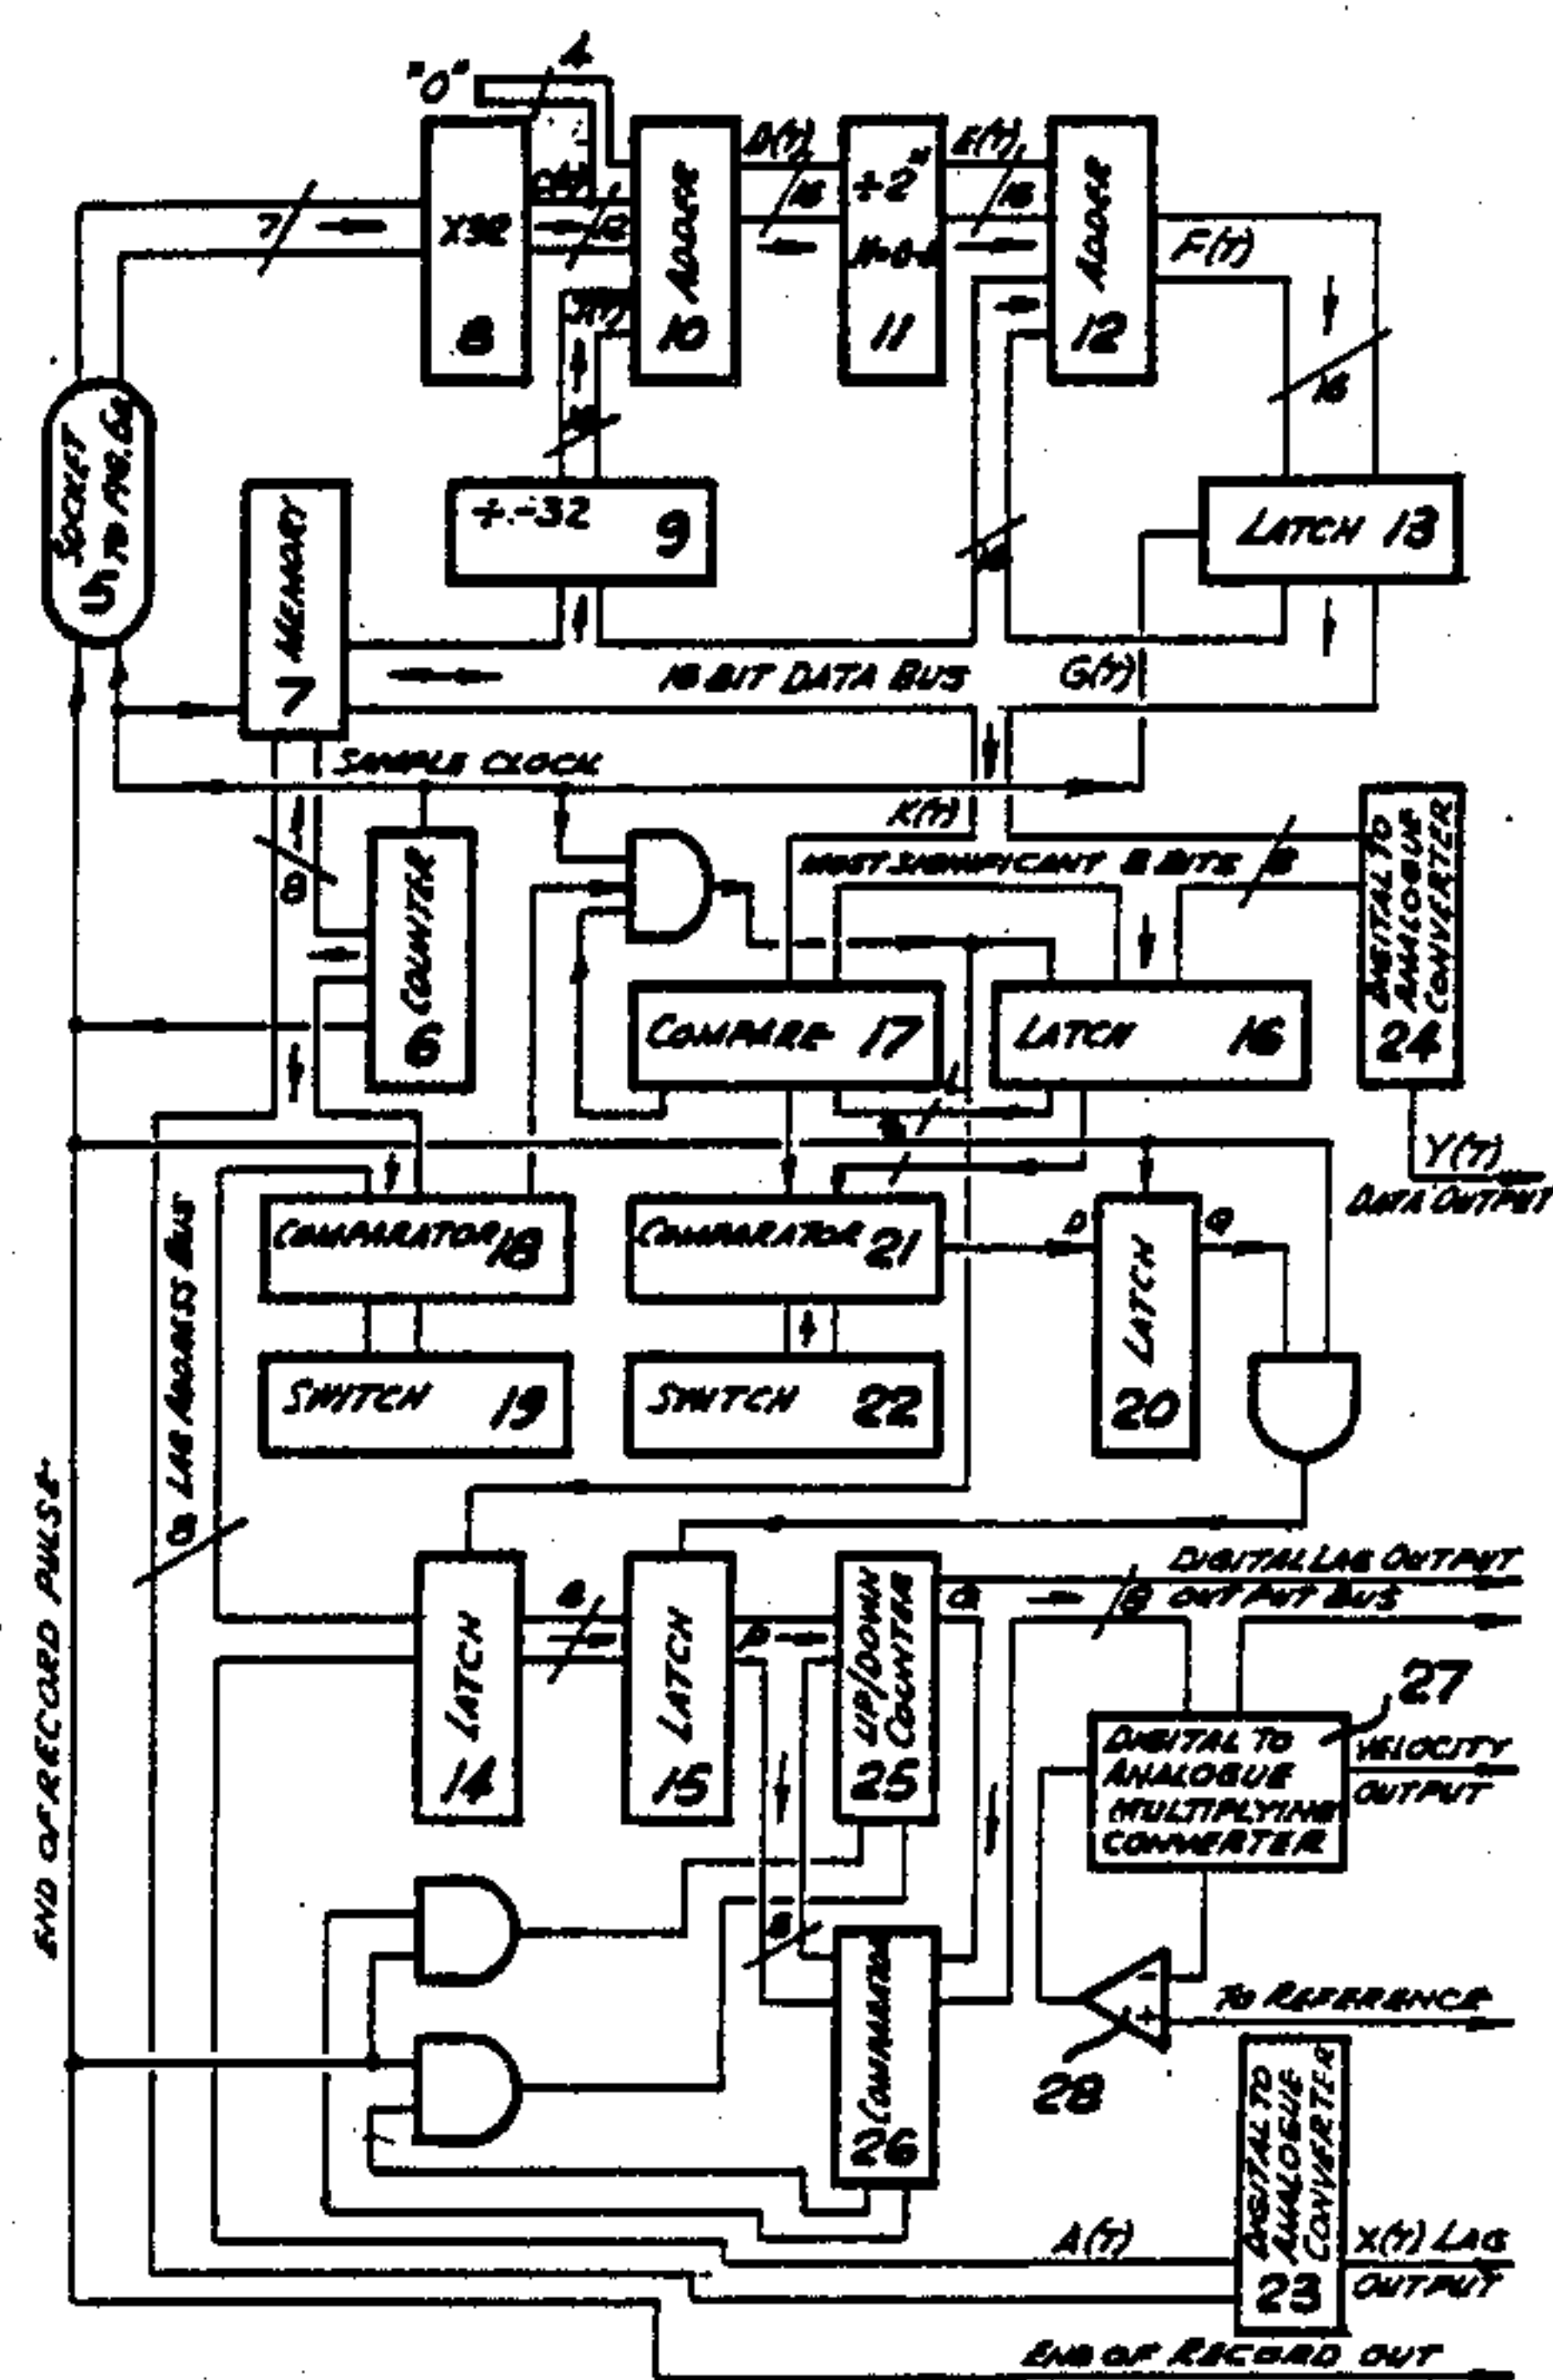 "0"
4
7
X32
8
ADDER
10
D(τ)
16
÷2ᴺ
11
E(τ)
16
ADDER
12
F(τ)
16
SOCKET
5, TO FIG. 6a
MEMORY
7
÷-32
9
LATCH 13
G(τ)
16 BIT DATA BUS
SAMPLE CLOCK
K(τ)
MOST SIGNIFICANT 8 BITS
8
8
COUNTER
6
COMPARE 17
LATCH 16
DIGITAL TO
ANALOGUE
CONVERTER
24
Y(τ)
DATA OUTPUT
COMPARATOR 18
COMPARATOR 21
D
Q
LATCH
20
SWITCH 19
SWITCH 22
8 LAG ADDRESS BUS
END OF RECORD PULSE
LATCH
14
8
LATCH
15
UP/DOWN
COUNTER
25
Q
DIGITAL LAG OUTPUT
8 OUTPUT BUS
27
DIGITAL TO
ANALOGUE
MULTIPLYING
CONVERTER
VELOCITY
OUTPUT
8
COMPARATOR
26
-
+
28
TO REFERENCE
DIGITAL TO
ANALOGUE
CONVERTER
23
A(τ)
X(τ) LAG
OUTPUT
END OF RECORD OUT